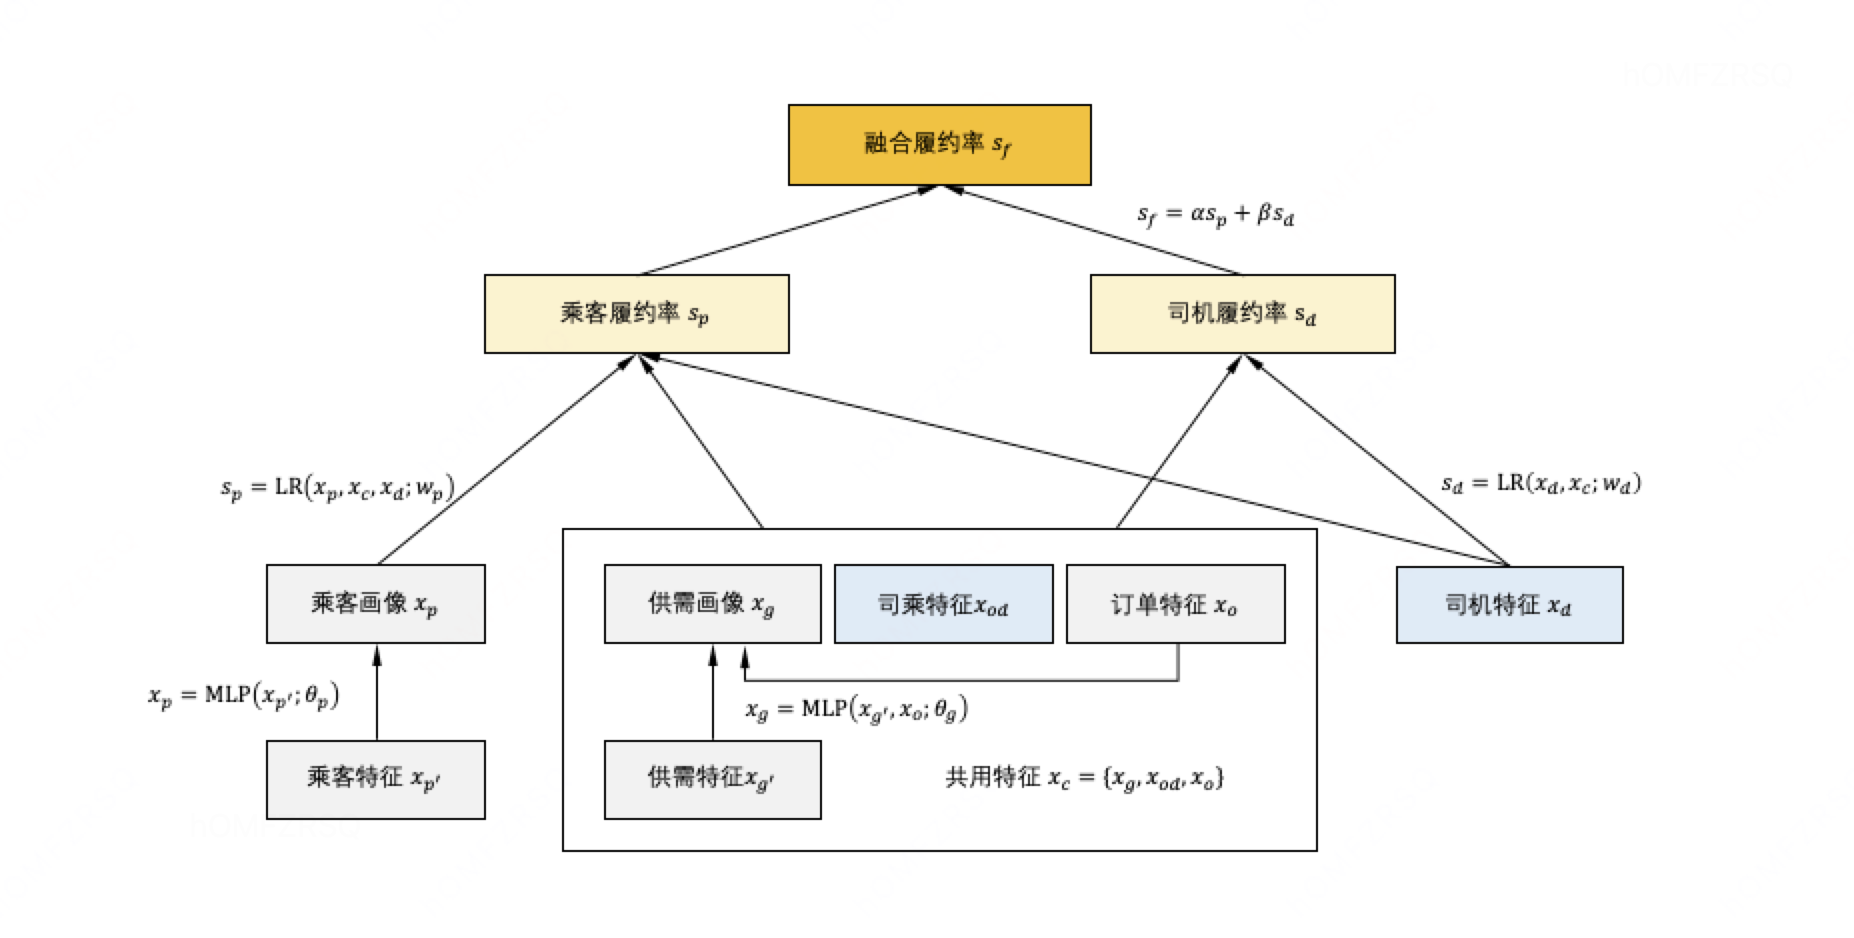 融合履约率 s_f
s_f = αs_p + βs_d
乘客履约率 s_p
司机履约率 s_d
s_p = LR(x_p, x_c, x_d; w_p)
s_d = LR(x_d, x_c; w_d)
乘客画像 x_p
供需画像 x_g
司乘特征x_od
订单特征 x_o
司机特征 x_d
x_p = MLP(x_p′; θ_p)
x_g = MLP(x_g′, x_o; θ_g)
乘客特征 x_p′
供需特征x_g′
共用特征 x_c = {x_g, x_od, x_o}